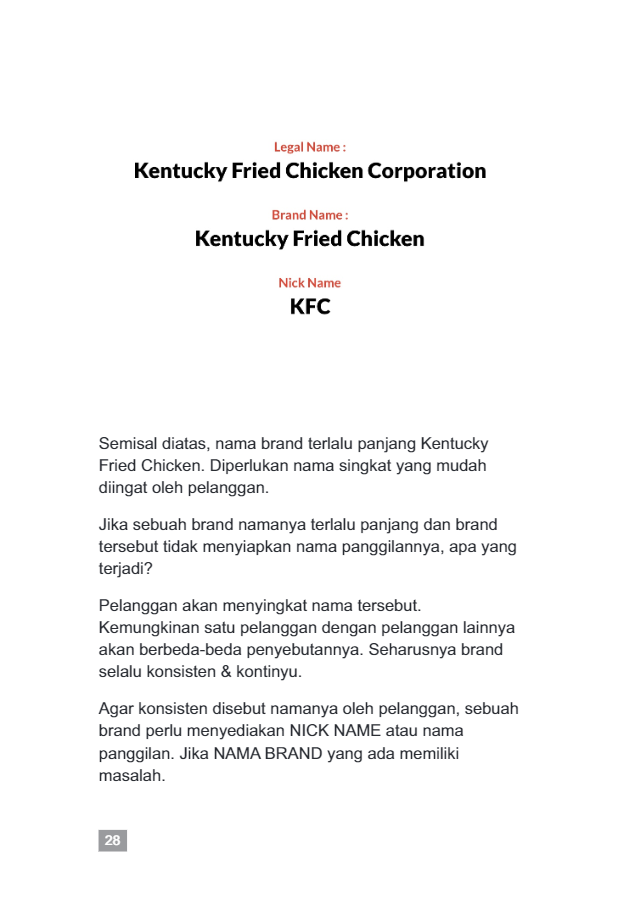 Legal Name :
Kentucky Fried Chicken Corporation
Brand Name :
Kentucky Fried Chicken
Nick Name
KFC
Semisal diatas, nama brand terlalu panjang Kentucky
Fried Chicken. Diperlukan nama singkat yang mudah
diingat oleh pelanggan.
Jika sebuah brand namanya terlalu panjang dan brand
tersebut tidak menyiapkan nama panggilannya, apa yang
terjadi?
Pelanggan akan menyingkat nama tersebut.
Kemungkinan satu pelanggan dengan pelanggan lainnya
akan berbeda-beda penyebutannya. Seharusnya brand
selalu konsisten & kontinyu.
Agar konsisten disebut namanya oleh pelanggan, sebuah
brand perlu menyediakan NICK NAME atau nama
panggilan. Jika NAMA BRAND yang ada memiliki
masalah.
28